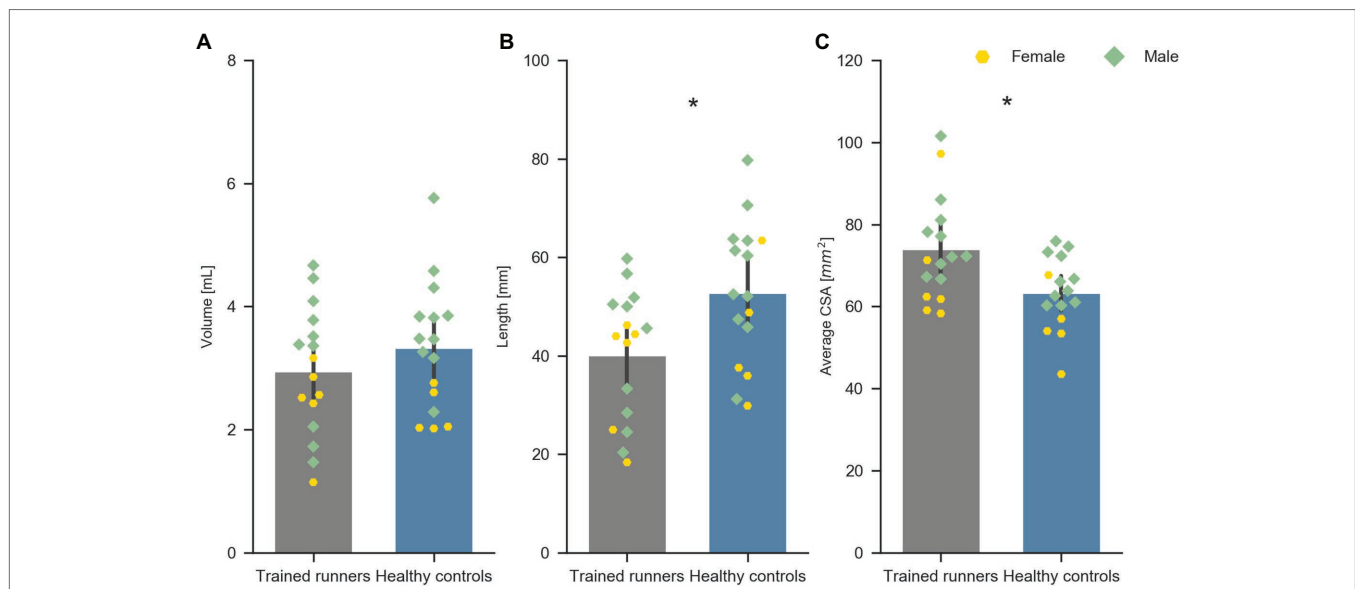 A
B
C
Female
Male
8
6
4
2
0
Volume [mL]
Trained runners Healthy controls
100
80
60
40
20
0
Length [mm]
*
Trained runners Healthy controls
120
100
80
60
40
20
0
Average CSA [mm²]
*
Trained runners Healthy controls